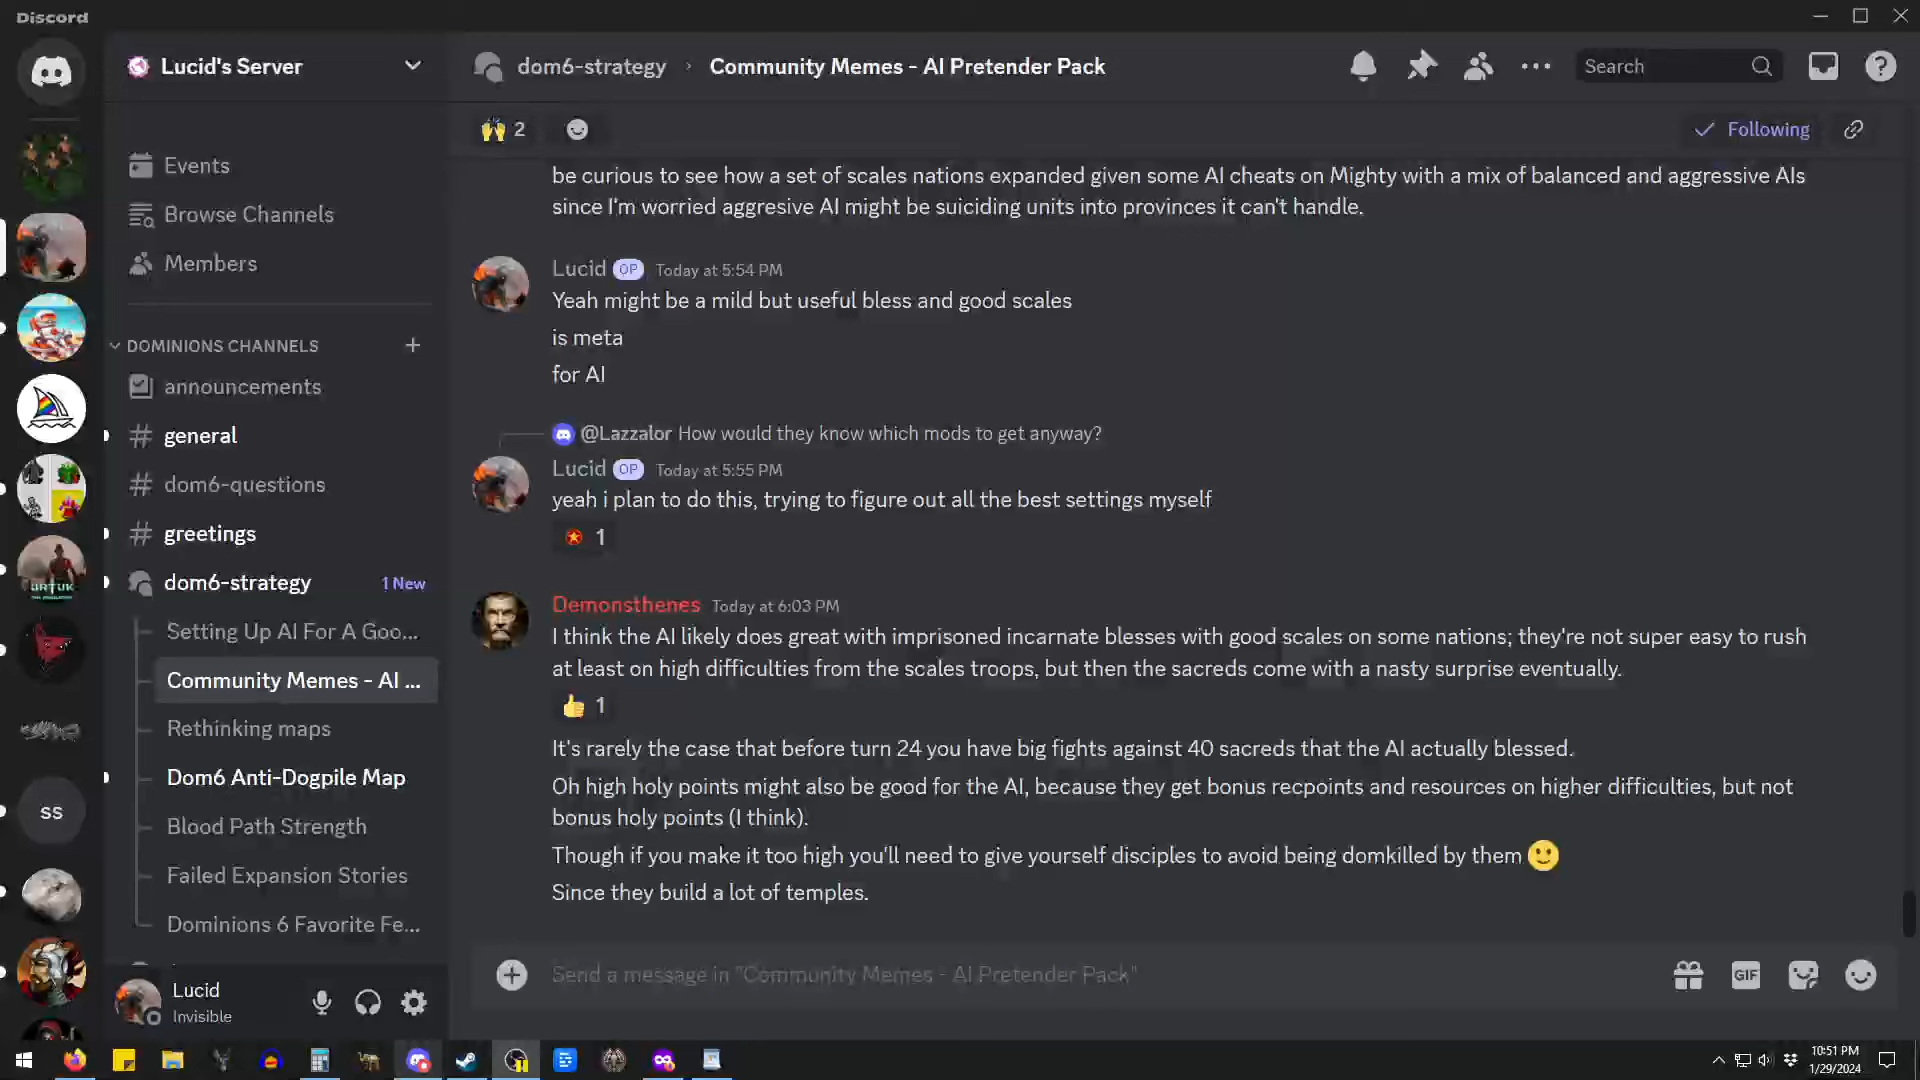 Discord
Lucid's Server
dom6-strategy › Community Memes - AI Pretender Pack
Search
2
Following
Events
Browse Channels
Members
DOMINIONS CHANNELS
announcements
general
dom6-questions
greetings
dom6-strategy
1 New
Setting Up AI For A Goo...
Community Memes - AI ...
Rethinking maps
Dom6 Anti-Dogpile Map
Blood Path Strength
Failed Expansion Stories
Dominions 6 Favorite Fe...
URTUK
SS
Lucid
Invisible
be curious to see how a set of scales nations expanded given some AI cheats on Mighty with a mix of balanced and aggressive AIs
since I'm worried aggresive AI might be suiciding units into provinces it can't handle.
Lucid OP Today at 5:54 PM
Yeah might be a mild but useful bless and good scales
is meta
for AI
@Lazzalor How would they know which mods to get anyway?
Lucid OP Today at 5:55 PM
yeah i plan to do this, trying to figure out all the best settings myself
1
Demonsthenes Today at 6:03 PM
I think the AI likely does great with imprisoned incarnate blesses with good scales on some nations; they're not super easy to rush
at least on high difficulties from the scales troops, but then the sacreds come with a nasty surprise eventually.
1
It's rarely the case that before turn 24 you have big fights against 40 sacreds that the AI actually blessed.
Oh high holy points might also be good for the AI, because they get bonus recpoints and resources on higher difficulties, but not
bonus holy points (I think).
Though if you make it too high you'll need to give yourself disciples to avoid being domkilled by them
Since they build a lot of temples.
Send a message in "Community Memes - AI Pretender Pack"
GIF
10:51 PM
1/29/2024